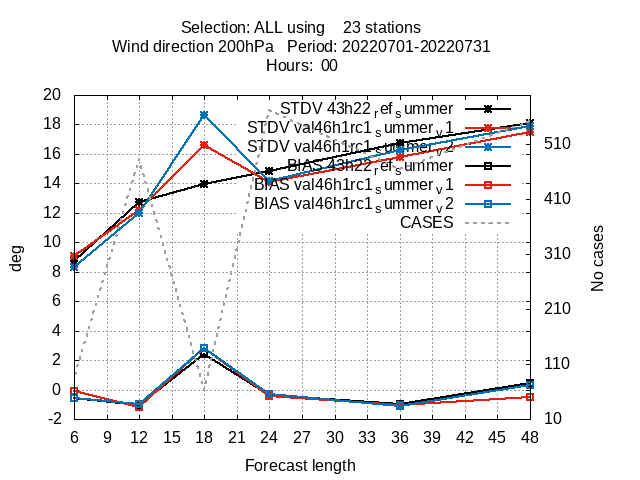 Selection: ALL using    23 stations
Wind direction 200hPa   Period: 20220701-20220731
Hours:  00
STDV 43h22_ref_summer
STDV val46h1rc1_summer_v1
STDV val46h1rc1_summer_v2
BIAS 43h22_ref_summer
BIAS val46h1rc1_summer_v1
BIAS val46h1rc1_summer_v2
CASES
20
18
16
14
12
10
8
6
4
2
0
-2
deg
510
410
310
210
110
10
No cases
6 12 15 18 21 24 27 30 33 36 39 42 45 48
Forecast length